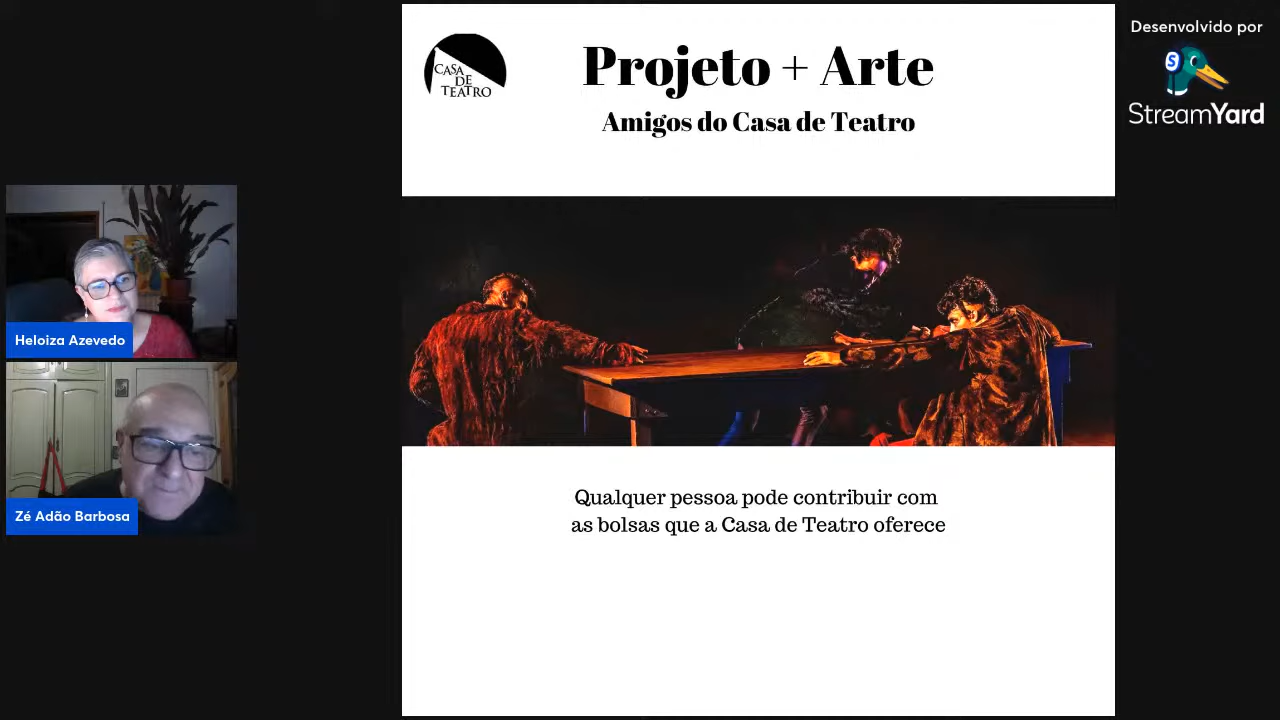 CASA
DE
TEATRO
Projeto + Arte
Amigos do Casa de Teatro
Desenvolvido por
S
StreamYard
Heloiza Azevedo
Zé Adão Barbosa
Qualquer pessoa pode contribuir com
as bolsas que a Casa de Teatro oferece